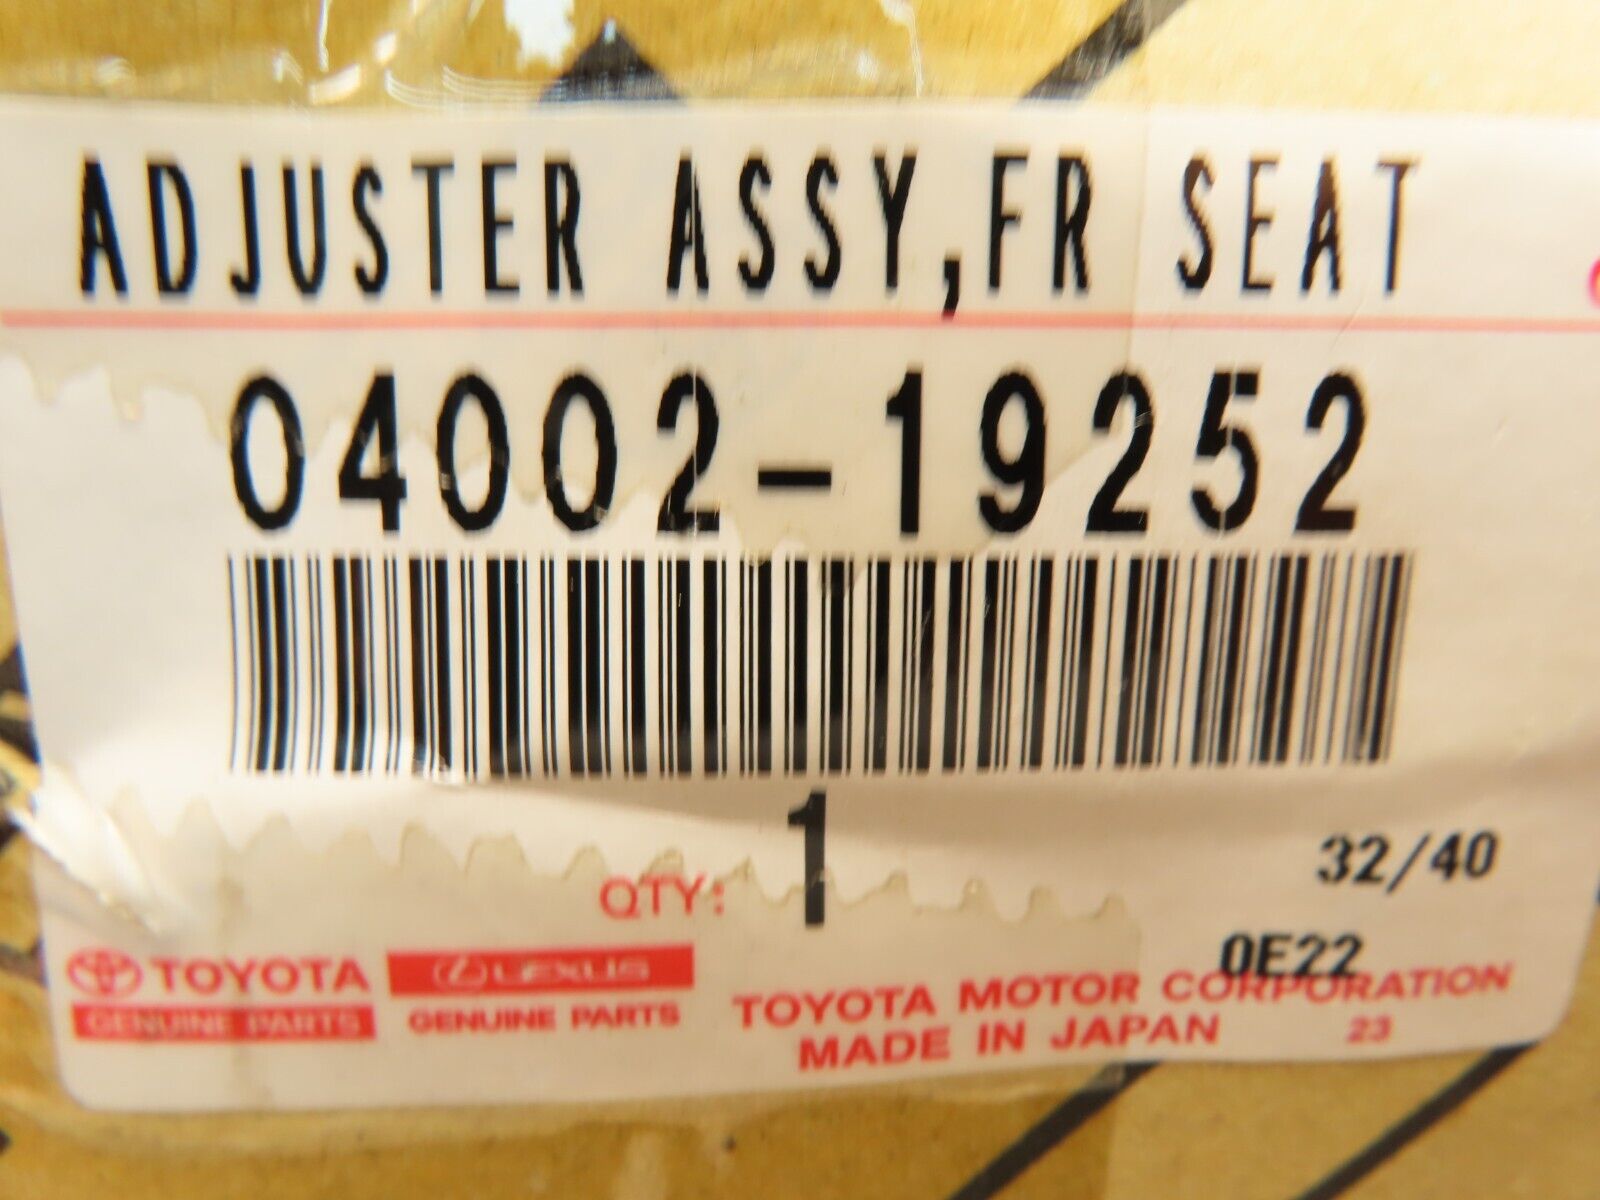 ADJUSTER ASSY,FR SEAT
04002-19252
1
QTY:
32/40
0E22
TOYOTA
GENUINE PARTS
LEXUS
GENUINE PARTS
TOYOTA MOTOR CORPORATION
MADE IN JAPAN 23